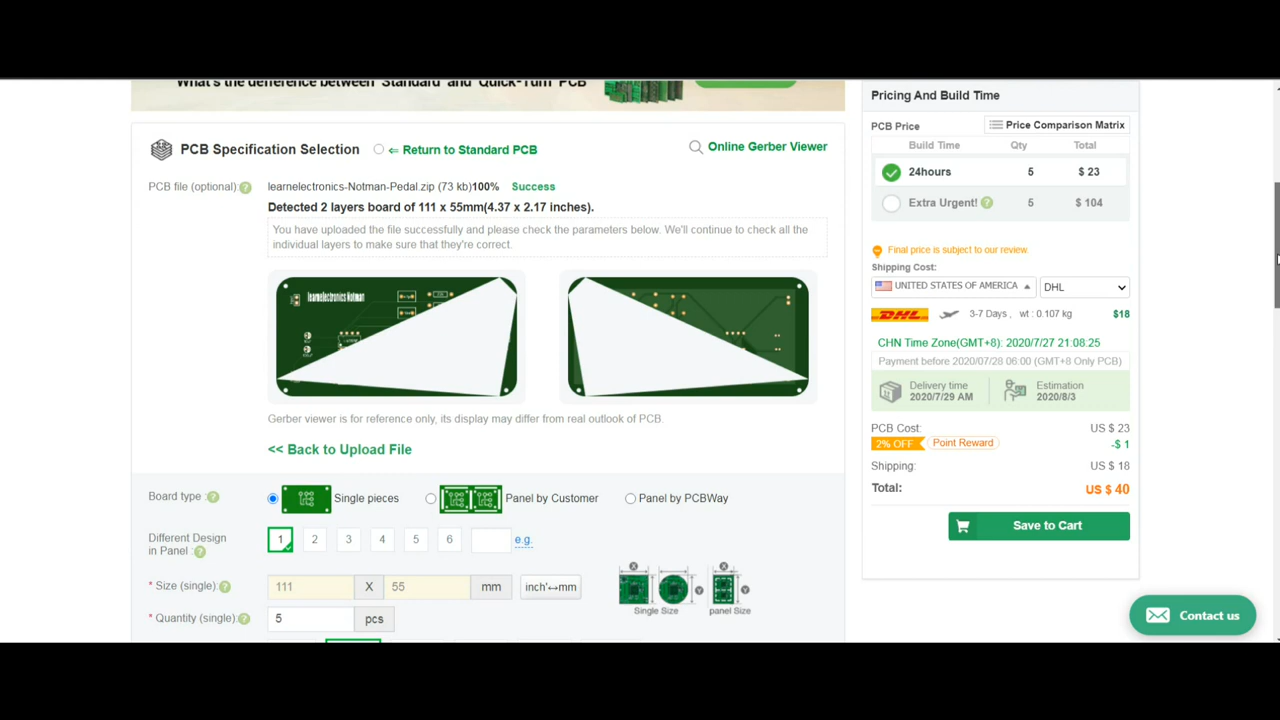 What's the defference between "Standard" and "Quick-Turn" PCB
PCB Specification Selection
⇐ Return to Standard PCB
Online Gerber Viewer
PCB file (optional):
learnelectronics-Notman-Pedal.zip (73 kb)100% Success
Detected 2 layers board of 111 x 55mm(4.37 x 2.17 inches).
You have uploaded the file successfully and please check the parameters below. We'll continue to check all the
individual layers to make sure that they're correct.
learnelectronics Notman
Gerber viewer is for reference only, its display may differ from real outlook of PCB.
<< Back to Upload File
Board type :
Single pieces
Panel by Customer
Panel by PCBWay
Different Design
in Panel :
1 2 3 4 5 6 e.g.
* Size (single):
111 X 55 mm inch↔mm
Single Size
panel Size
* Quantity (single):
5 pcs
Pricing And Build Time
PCB Price
Price Comparison Matrix
Build Time Qty Total
24hours 5 $ 23
Extra Urgent! 5 $ 104
Final price is subject to our review.
Shipping Cost:
UNITED STATES OF AMERICA
DHL
DHL 3-7 Days , wt : 0.107 kg $18
CHN Time Zone(GMT+8): 2020/7/27 21:08:25
Payment before 2020/07/28 06:00 (GMT+8 Only PCB)
Delivery time
2020/7/29 AM
Estimation
2020/8/3
PCB Cost: US $ 23
2% OFF Point Reward -$ 1
Shipping: US $ 18
Total: US $ 40
Save to Cart
Contact us